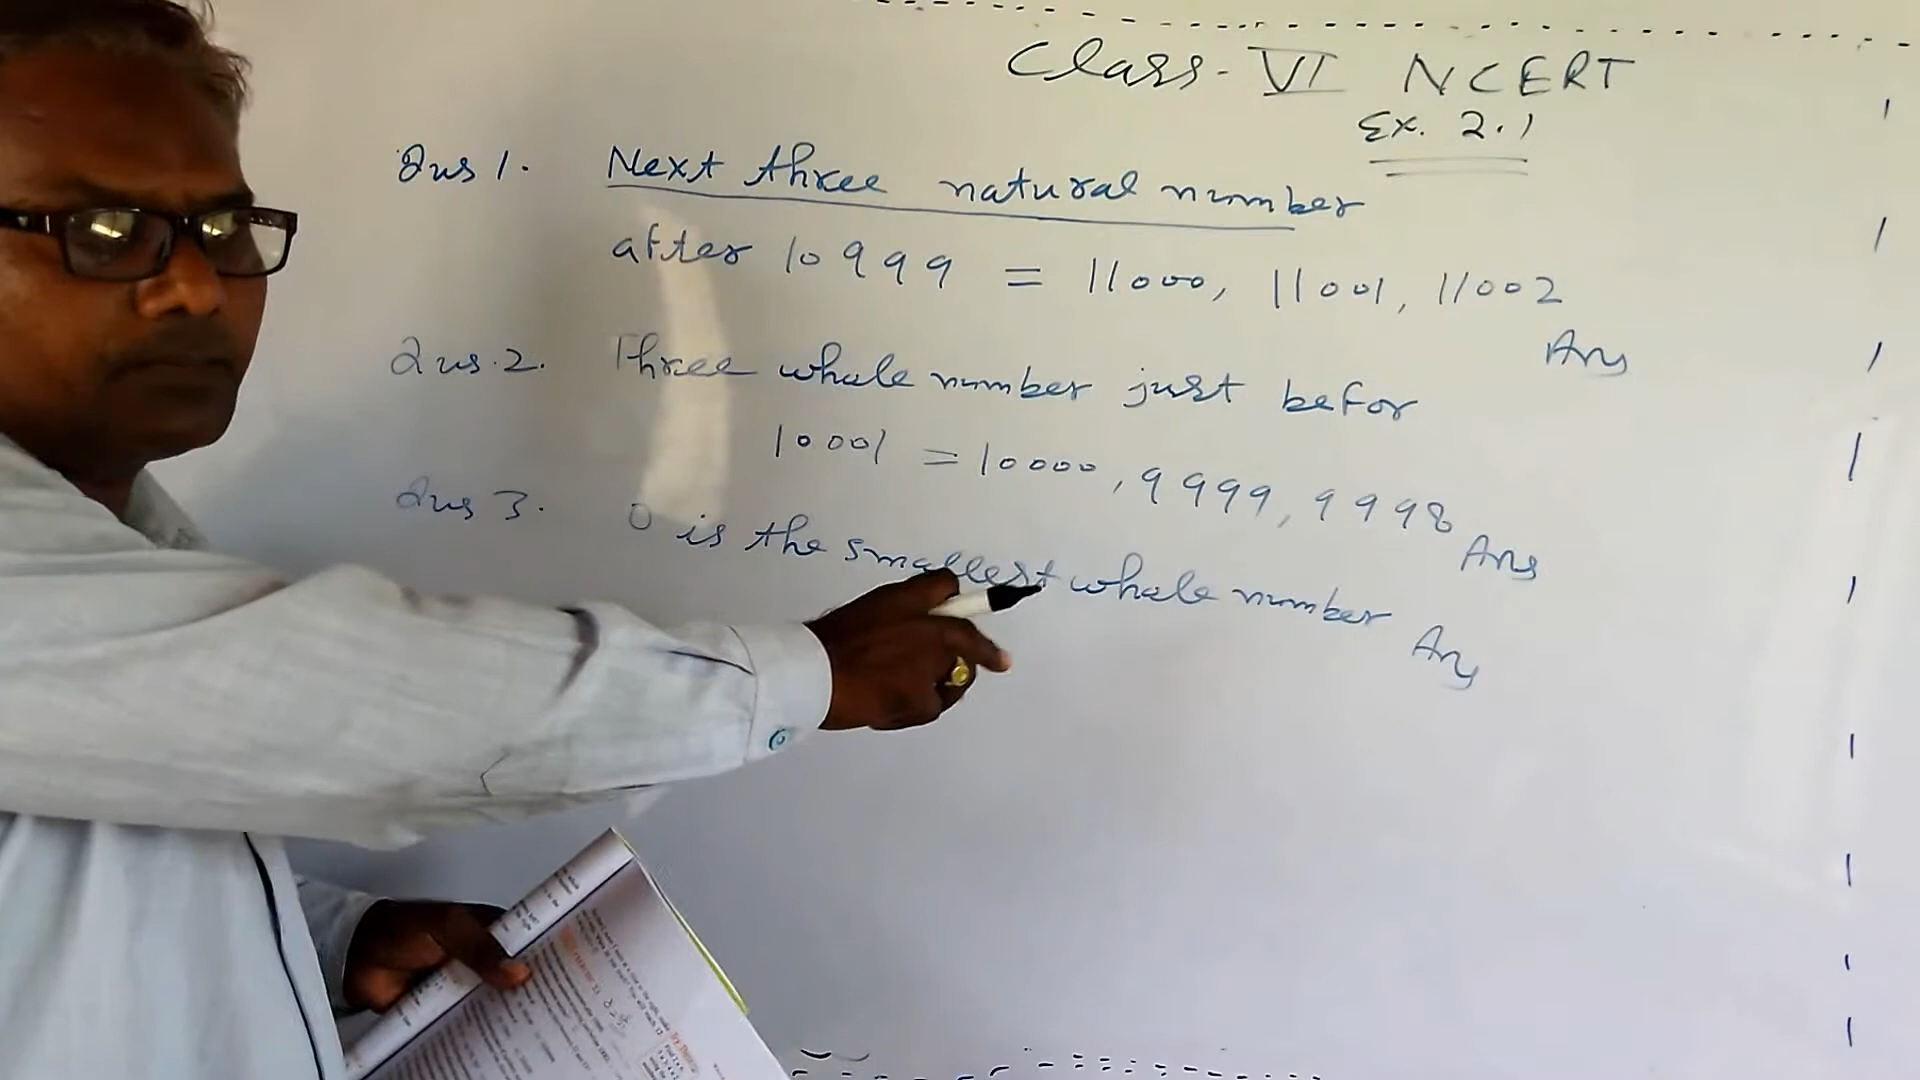 Class - VI NCERT
Ex. 2.1
Qus 1. Next three natural number
after 10999 = 11000, 11001, 11002
Ans
Qus.2. Three whole number just befor
10001 = 10000, 9999, 9998 Ans
Qus 3. 0 is the smallest whole number Ans